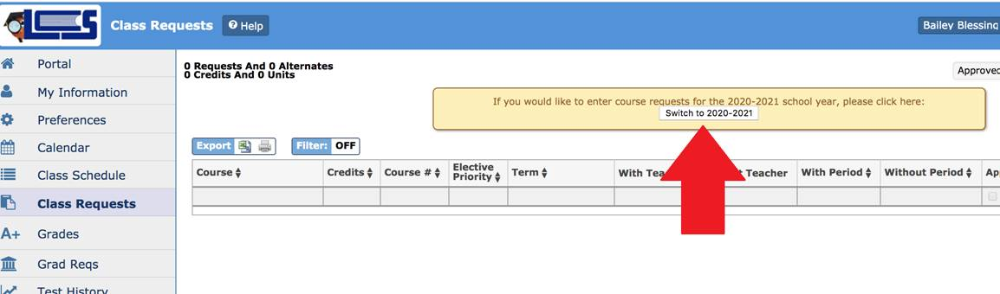 LCS
Class Requests
? Help
Bailey Blessing
Portal
My Information
Preferences
Calendar
Class Schedule
Class Requests
A+ Grades
Grad Reqs
Test History
0 Requests And 0 Alternates
0 Credits And 0 Units
Approved
If you would like to enter course requests for the 2020-2021 school year, please click here:
Switch to 2020-2021
Export
Filter: OFF
Course Credits Course # Elective Priority Term With Tea t Teacher With Period Without Period Ap